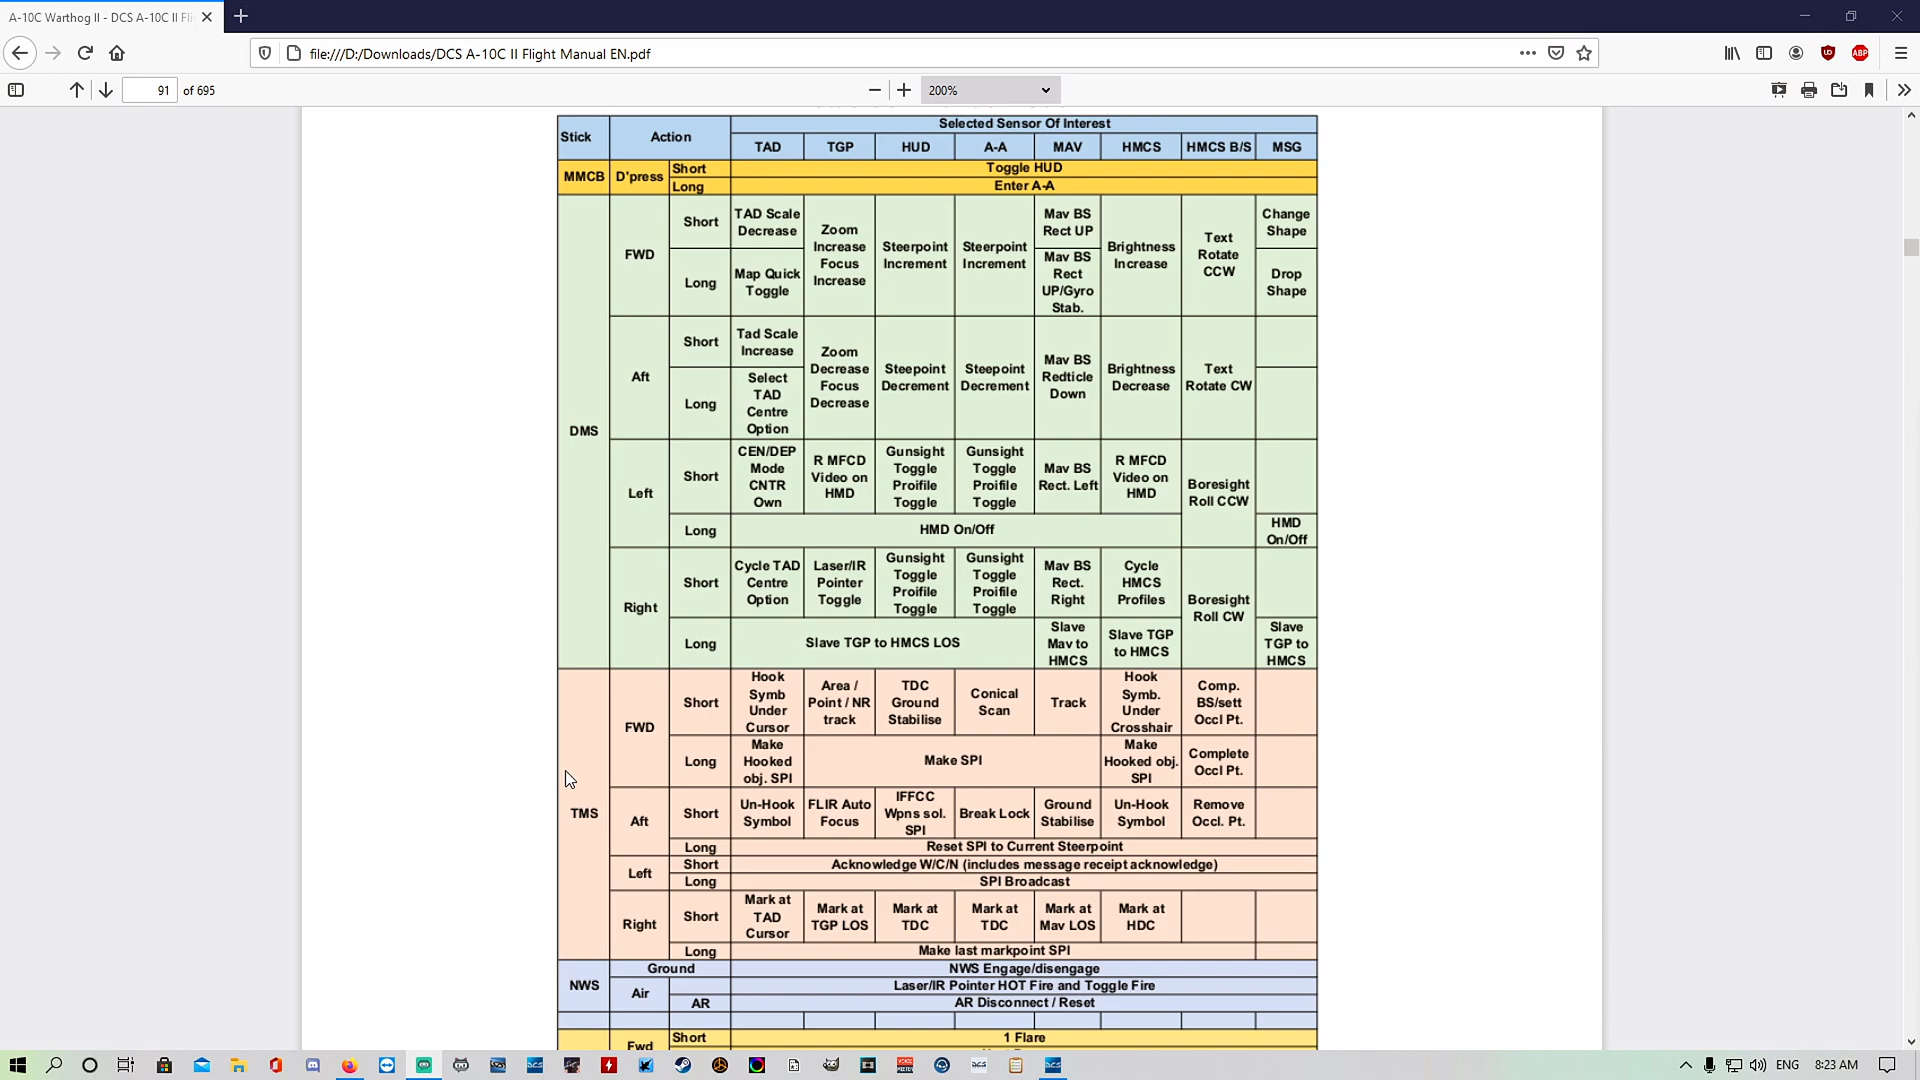 A-10C Warthog II - DCS A-10C II Fli
file:///D:/Downloads/DCS A-10C II Flight Manual EN.pdf
91 of 695
200%
Stick Action Selected Sensor Of Interest
TAD TGP HUD A-A MAV HMCS HMCS B/S MSG
MMCB D'press Short Toggle HUD
Long Enter A-A
DMS
FWD
Short
TAD Scale
Decrease
Zoom
Increase
Focus
Increase
Steerpoint
Increment
Steerpoint
Increment
Mav BS
Rect UP
Brightness
Increase
Text
Rotate
CCW
Change
Shape
Long
Map Quick
Toggle
Mav BS
Rect
UP/Gyro
Stab.
Drop
Shape
Aft
Short
Tad Scale
Increase
Zoom
Decrease
Focus
Decrease
Steepoint
Decrement
Steepoint
Decrement
Mav BS
Redticle
Down
Brightness
Decrease
Text
Rotate CW
Long
Select
TAD
Centre
Option
Left
Short
CEN/DEP
Mode
CNTR
Own
R MFCD
Video on
HMD
Gunsight
Toggle
Proifile
Toggle
Gunsight
Toggle
Proifile
Toggle
Mav BS
Rect. Left
R MFCD
Video on
HMD
Boresight
Roll CCW
Long
HMD On/Off
HMD
On/Off
Right
Short
Cycle TAD
Centre
Option
Laser/IR
Pointer
Toggle
Gunsight
Toggle
Proifile
Toggle
Gunsight
Toggle
Proifile
Toggle
Mav BS
Rect.
Right
Cycle
HMCS
Profiles
Boresight
Roll CW
Long
Slave TGP to HMCS LOS
Slave
Mav to
HMCS
Slave TGP
to HMCS
Slave
TGP to
HMCS
TMS
FWD
Short
Hook
Symb
Under
Cursor
Area /
Point / NR
track
TDC
Ground
Stabilise
Conical
Scan
Track
Hook
Symb.
Under
Crosshair
Comp.
BS/sett
Occl Pt.
Long
Make
Hooked
obj. SPI
Make SPI
Make
Hooked obj.
SPI
Complete
Occl Pt.
Aft
Short
Un-Hook
Symbol
FLIR Auto
Focus
IFFCC
Wpns sol.
SPI
Break Lock
Ground
Stabilise
Un-Hook
Symbol
Remove
Occl. Pt.
Long Reset SPI to Current Steerpoint
Left
Short Acknowledge W/C/N (includes message receipt acknowledge)
Long SPI Broadcast
Right
Short
Mark at
TAD
Cursor
Mark at
TGP LOS
Mark at
TDC
Mark at
TDC
Mark at
Mav LOS
Mark at
HDC
Long Make last markpoint SPI
NWS
Ground NWS Engage/disengage
Air Laser/IR Pointer HOT Fire and Toggle Fire
AR AR Disconnect / Reset
Fwd Short 1 Flare
ENG 8:23 AM